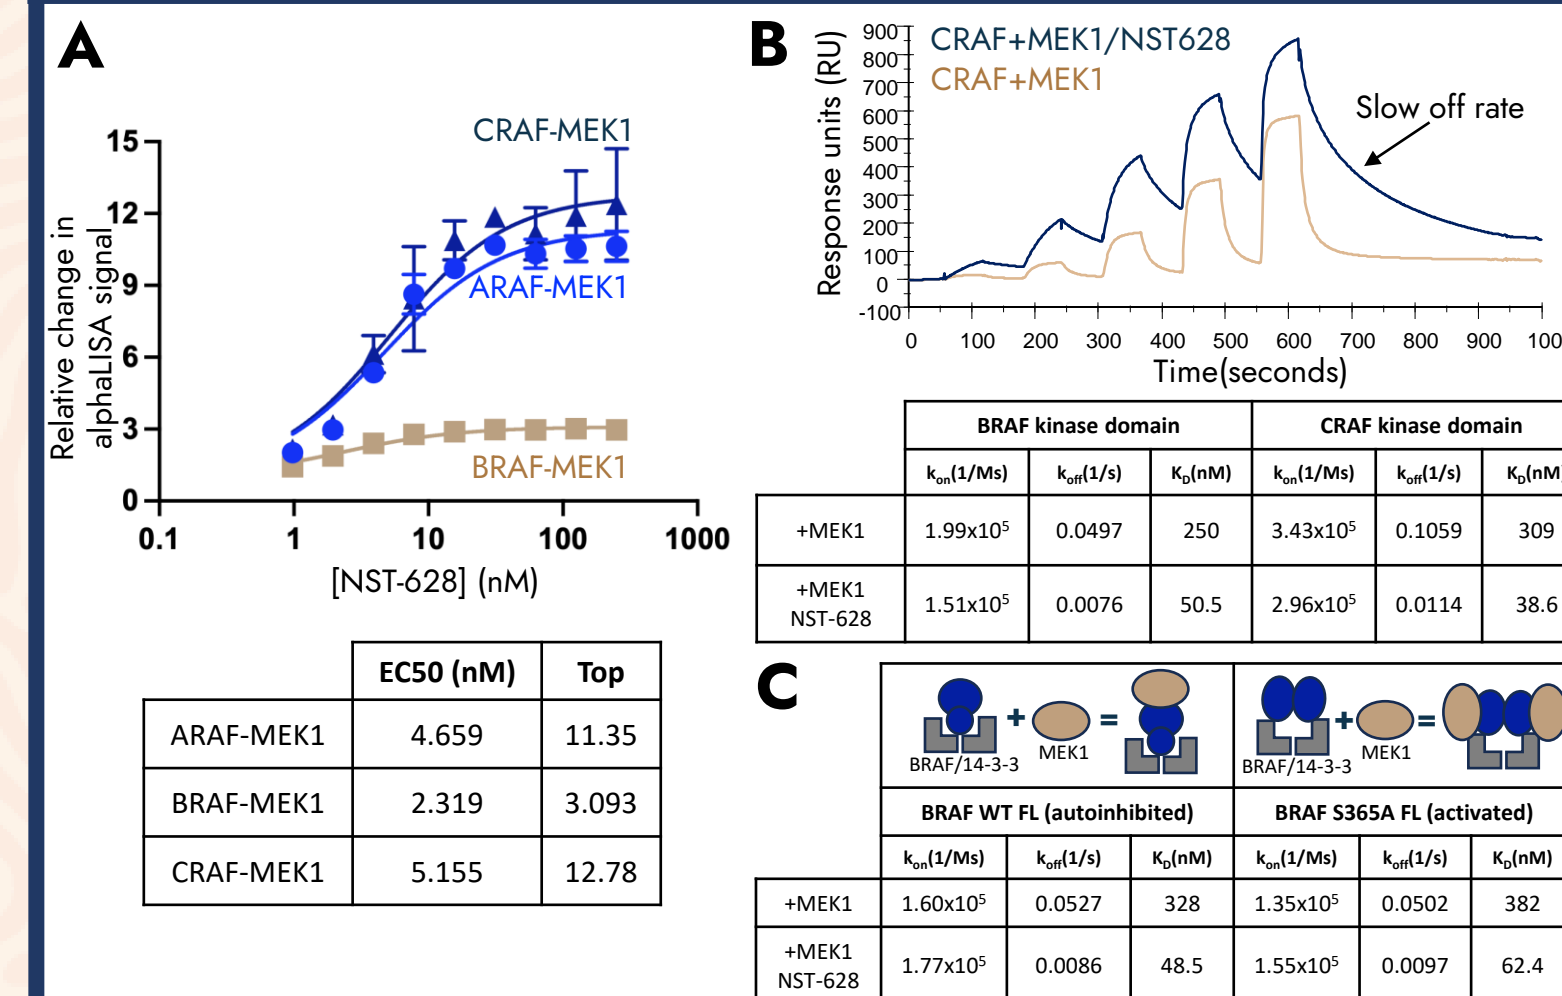 A
CRAF-MEK1
ARAF-MEK1
BRAF-MEK1
Relative change in
alphaLISA signal
15
12
9
6
3
0
0.1 1 10 100 1000
[NST-628] (nM)
EC50 (nM) Top
ARAF-MEK1 4.659 11.35
BRAF-MEK1 2.319 3.093
CRAF-MEK1 5.155 12.78
B
CRAF+MEK1/NST628
CRAF+MEK1
Slow off rate
Response units (RU)
900
800
700
600
500
400
300
200
100
0
-100
0 100 200 300 400 500 600 700 800 900 100
Time(seconds)
BRAF kinase domain CRAF kinase domain
kon(1/Ms) koff(1/s) KD(nM) kon(1/Ms) koff(1/s) KD(nM)
+MEK1 1.99x10⁵ 0.0497 250 3.43x10⁵ 0.1059 309
+MEK1
NST-628 1.51x10⁵ 0.0076 50.5 2.96x10⁵ 0.0114 38.6
C
BRAF/14-3-3 + MEK1 =
BRAF/14-3-3 + MEK1 =
BRAF WT FL (autoinhibited) BRAF S365A FL (activated)
kon(1/Ms) koff(1/s) KD(nM) kon(1/Ms) koff(1/s) KD(nM)
+MEK1 1.60x10⁵ 0.0527 328 1.35x10⁵ 0.0502 382
+MEK1
NST-628 1.77x10⁵ 0.0086 48.5 1.55x10⁵ 0.0097 62.4